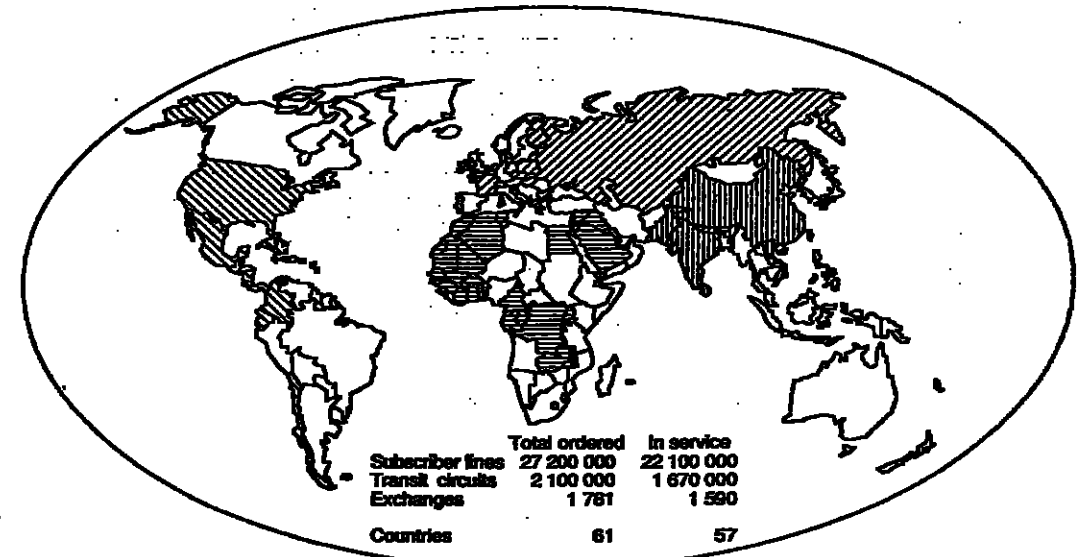 Total ordered In service
Subscriber lines 27 200 000 22 100 000
Transit circuits 2 100 000 1 670 000
Exchanges 1 781 1 590
Countries 61 57